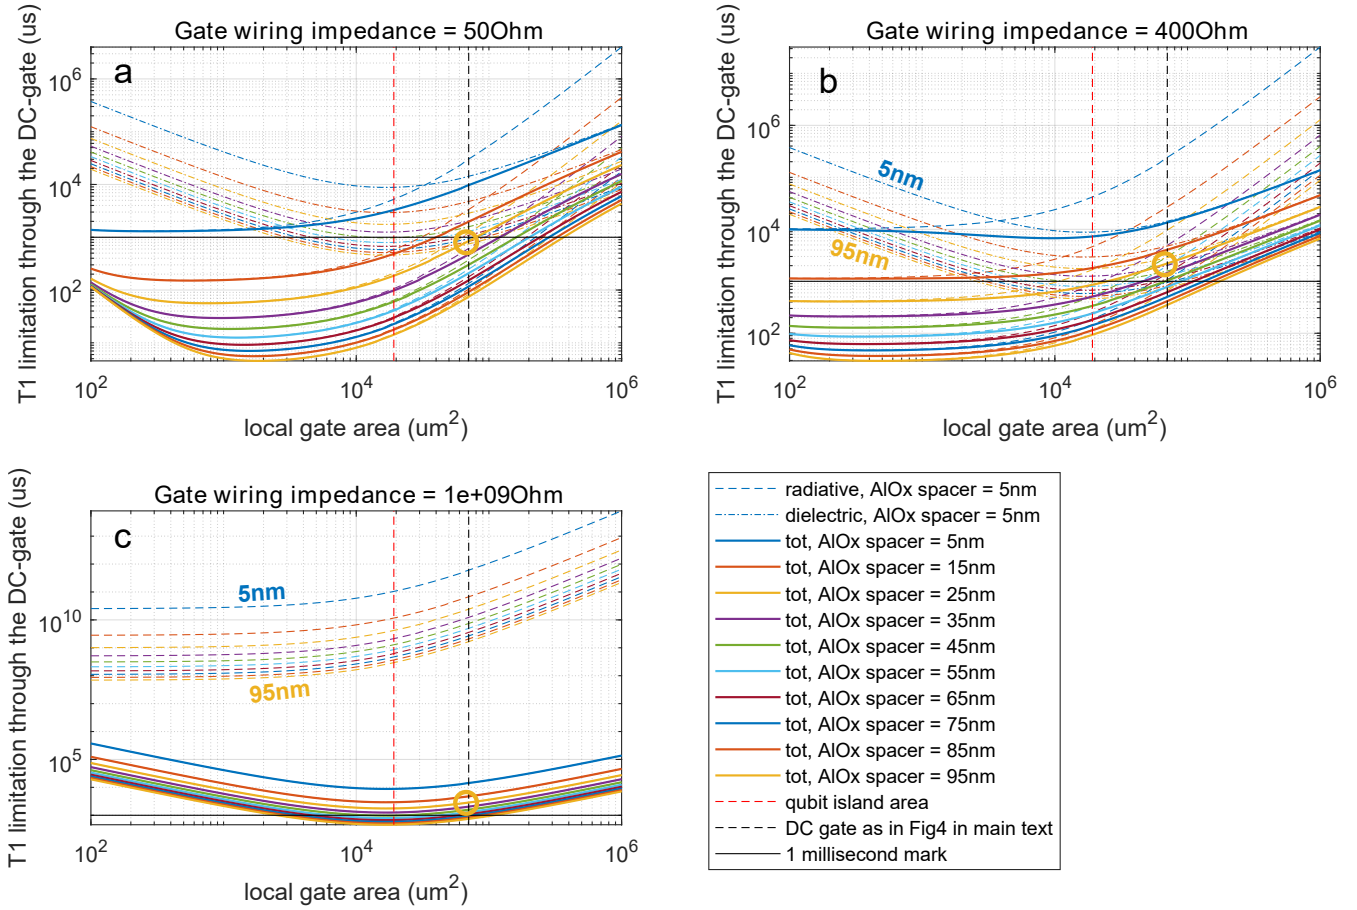 Gate wiring impedance = 50Ohm
a
T1 limitation through the DC-gate (us)
10^6
10^4
10^2
10^2
10^4
10^6
local gate area (um^2)
Gate wiring impedance = 400Ohm
b
T1 limitation through the DC-gate (us)
10^6
10^4
10^2
5nm
95nm
10^2
10^4
10^6
local gate area (um^2)
Gate wiring impedance = 1e+09Ohm
c
T1 limitation through the DC-gate (us)
10^10
10^5
5nm
95nm
10^2
10^4
10^6
local gate area (um^2)
radiative, AlOx spacer = 5nm
dielectric, AlOx spacer = 5nm
tot, AlOx spacer = 5nm
tot, AlOx spacer = 15nm
tot, AlOx spacer = 25nm
tot, AlOx spacer = 35nm
tot, AlOx spacer = 45nm
tot, AlOx spacer = 55nm
tot, AlOx spacer = 65nm
tot, AlOx spacer = 75nm
tot, AlOx spacer = 85nm
tot, AlOx spacer = 95nm
qubit island area
DC gate as in Fig4 in main text
1 millisecond mark